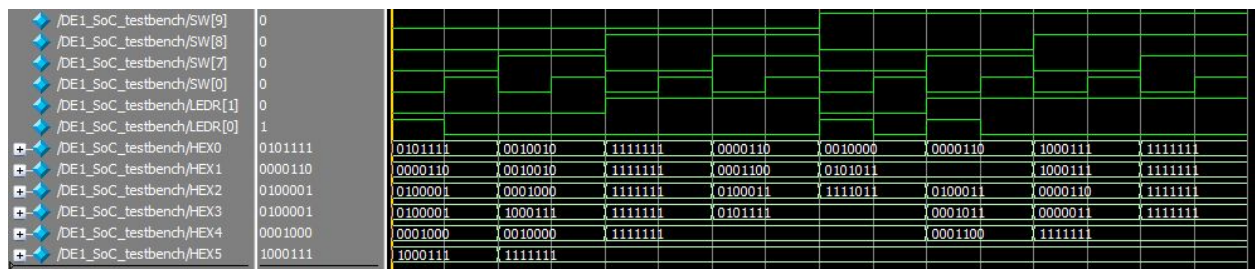 /DE1_SoC_testbench/SW[9] 0
/DE1_SoC_testbench/SW[8] 0
/DE1_SoC_testbench/SW[7] 0
/DE1_SoC_testbench/SW[0] 0
/DE1_SoC_testbench/LEDR[1] 0
/DE1_SoC_testbench/LEDR[0] 1
/DE1_SoC_testbench/HEX0 0101111 0101111 0010010 1111111 0000110 0010000 0000110 1000111 1111111
/DE1_SoC_testbench/HEX1 0000110 0000110 0010010 1111111 0001100 0101011 1000111 1111111
/DE1_SoC_testbench/HEX2 0100001 0100001 0001000 1111111 0100011 1111011 0100011 0000110 1111111
/DE1_SoC_testbench/HEX3 0100001 0100001 1000111 1111111 0101111 0001011 0000011 1111111
/DE1_SoC_testbench/HEX4 0001000 0001000 0010000 1111111 0001100 1111111
/DE1_SoC_testbench/HEX5 1000111 1000111 1111111